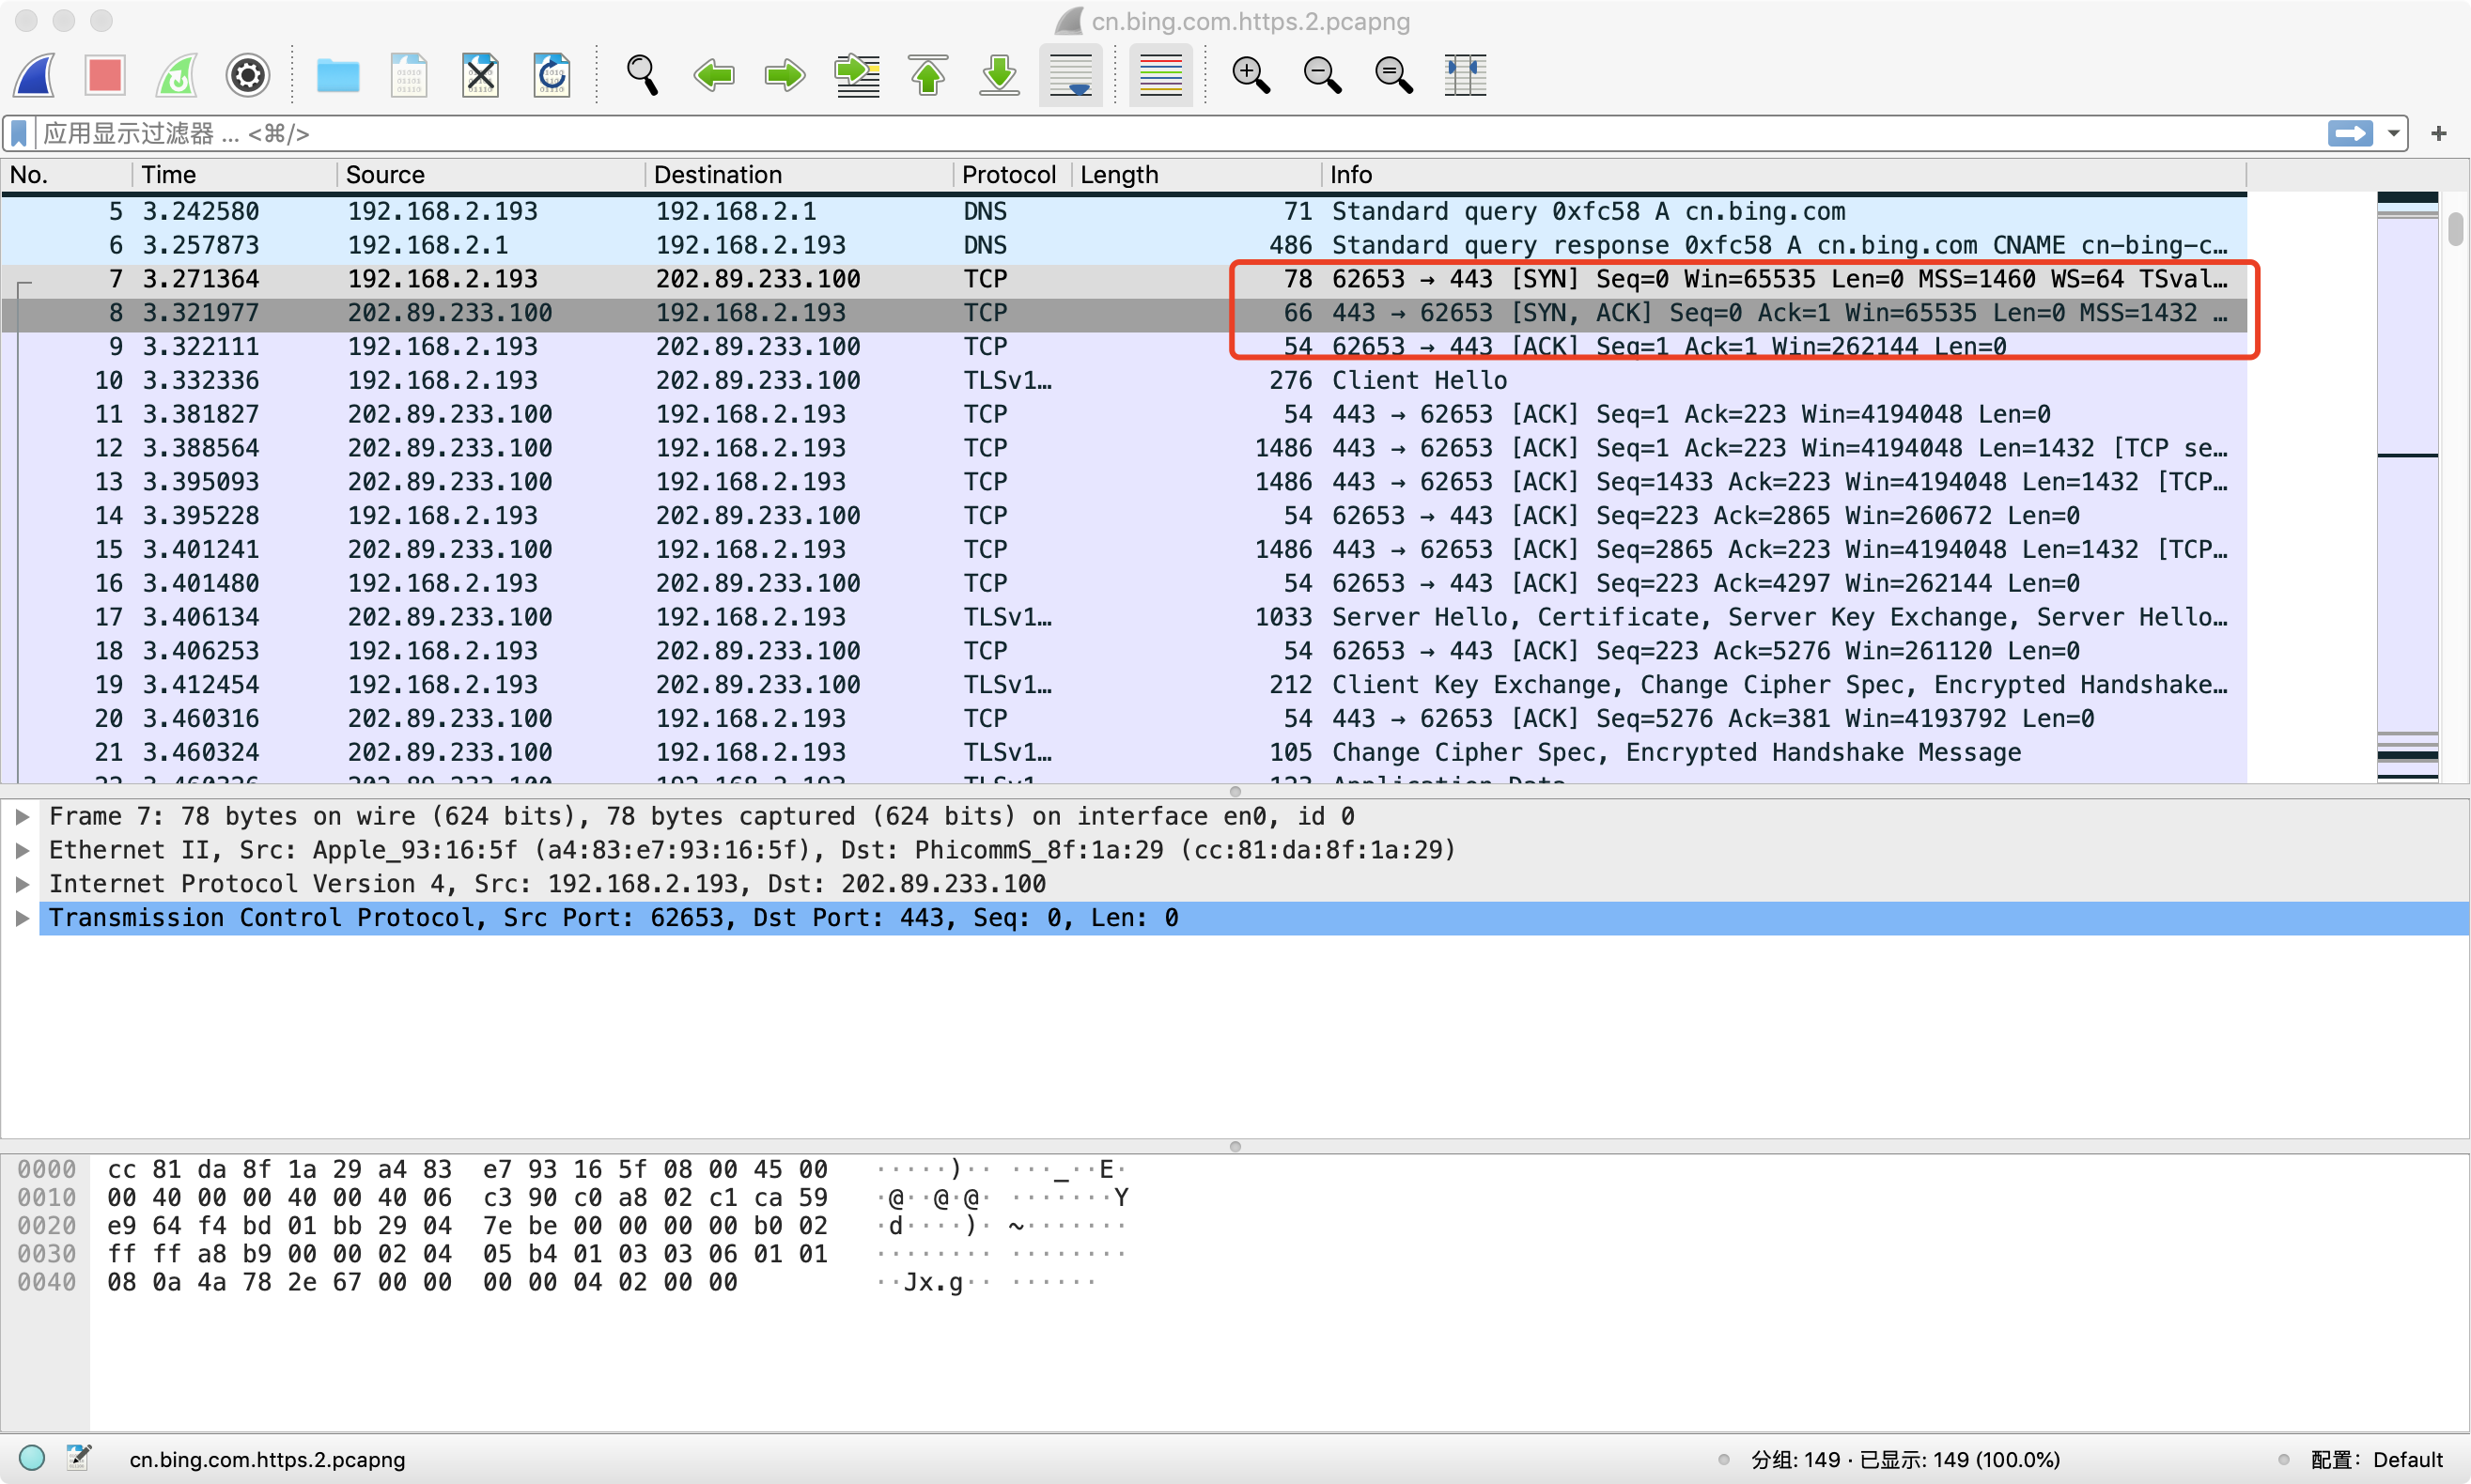 cn.bing.com.https.2.pcapng
应用显示过滤器 … <⌘/>
No. Time Source Destination Protocol Length Info
5 3.242580 192.168.2.193 192.168.2.1 DNS 71 Standard query 0xfc58 A cn.bing.com
6 3.257873 192.168.2.1 192.168.2.193 DNS 486 Standard query response 0xfc58 A cn.bing.com CNAME cn-bing-c…
7 3.271364 192.168.2.193 202.89.233.100 TCP 78 62653 → 443 [SYN] Seq=0 Win=65535 Len=0 MSS=1460 WS=64 TSval…
8 3.321977 202.89.233.100 192.168.2.193 TCP 66 443 → 62653 [SYN, ACK] Seq=0 Ack=1 Win=65535 Len=0 MSS=1432 …
9 3.322111 192.168.2.193 202.89.233.100 TCP 54 62653 → 443 [ACK] Seq=1 Ack=1 Win=262144 Len=0
10 3.332336 192.168.2.193 202.89.233.100 TLSv1… 276 Client Hello
11 3.381827 202.89.233.100 192.168.2.193 TCP 54 443 → 62653 [ACK] Seq=1 Ack=223 Win=4194048 Len=0
12 3.388564 202.89.233.100 192.168.2.193 TCP 1486 443 → 62653 [ACK] Seq=1 Ack=223 Win=4194048 Len=1432 [TCP se…
13 3.395093 202.89.233.100 192.168.2.193 TCP 1486 443 → 62653 [ACK] Seq=1433 Ack=223 Win=4194048 Len=1432 [TCP…
14 3.395228 192.168.2.193 202.89.233.100 TCP 54 62653 → 443 [ACK] Seq=223 Ack=2865 Win=260672 Len=0
15 3.401241 202.89.233.100 192.168.2.193 TCP 1486 443 → 62653 [ACK] Seq=2865 Ack=223 Win=4194048 Len=1432 [TCP…
16 3.401480 192.168.2.193 202.89.233.100 TCP 54 62653 → 443 [ACK] Seq=223 Ack=4297 Win=262144 Len=0
17 3.406134 202.89.233.100 192.168.2.193 TLSv1… 1033 Server Hello, Certificate, Server Key Exchange, Server Hello…
18 3.406253 192.168.2.193 202.89.233.100 TCP 54 62653 → 443 [ACK] Seq=223 Ack=5276 Win=261120 Len=0
19 3.412454 192.168.2.193 202.89.233.100 TLSv1… 212 Client Key Exchange, Change Cipher Spec, Encrypted Handshake…
20 3.460316 202.89.233.100 192.168.2.193 TCP 54 443 → 62653 [ACK] Seq=5276 Ack=381 Win=4193792 Len=0
21 3.460324 202.89.233.100 192.168.2.193 TLSv1… 105 Change Cipher Spec, Encrypted Handshake Message
Frame 7: 78 bytes on wire (624 bits), 78 bytes captured (624 bits) on interface en0, id 0
Ethernet II, Src: Apple_93:16:5f (a4:83:e7:93:16:5f), Dst: PhicommS_8f:1a:29 (cc:81:da:8f:1a:29)
Internet Protocol Version 4, Src: 192.168.2.193, Dst: 202.89.233.100
Transmission Control Protocol, Src Port: 62653, Dst Port: 443, Seq: 0, Len: 0
0000 cc 81 da 8f 1a 29 a4 83 e7 93 16 5f 08 00 45 00 ·····)·· ···_··E·
0010 00 40 00 00 40 00 40 06 c3 90 c0 a8 02 c1 ca 59 ·@··@·@· ·······Y
0020 e9 64 f4 bd 01 bb 29 04 7e be 00 00 00 00 b0 02 ·d····)· ~·······
0030 ff ff a8 b9 00 00 02 04 05 b4 01 03 03 06 01 01 ········ ········
0040 08 0a 4a 78 2e 67 00 00 00 00 04 02 00 00 ··Jx.g·· ······
cn.bing.com.https.2.pcapng 分组: 149 · 已显示: 149 (100.0%) 配置: Default